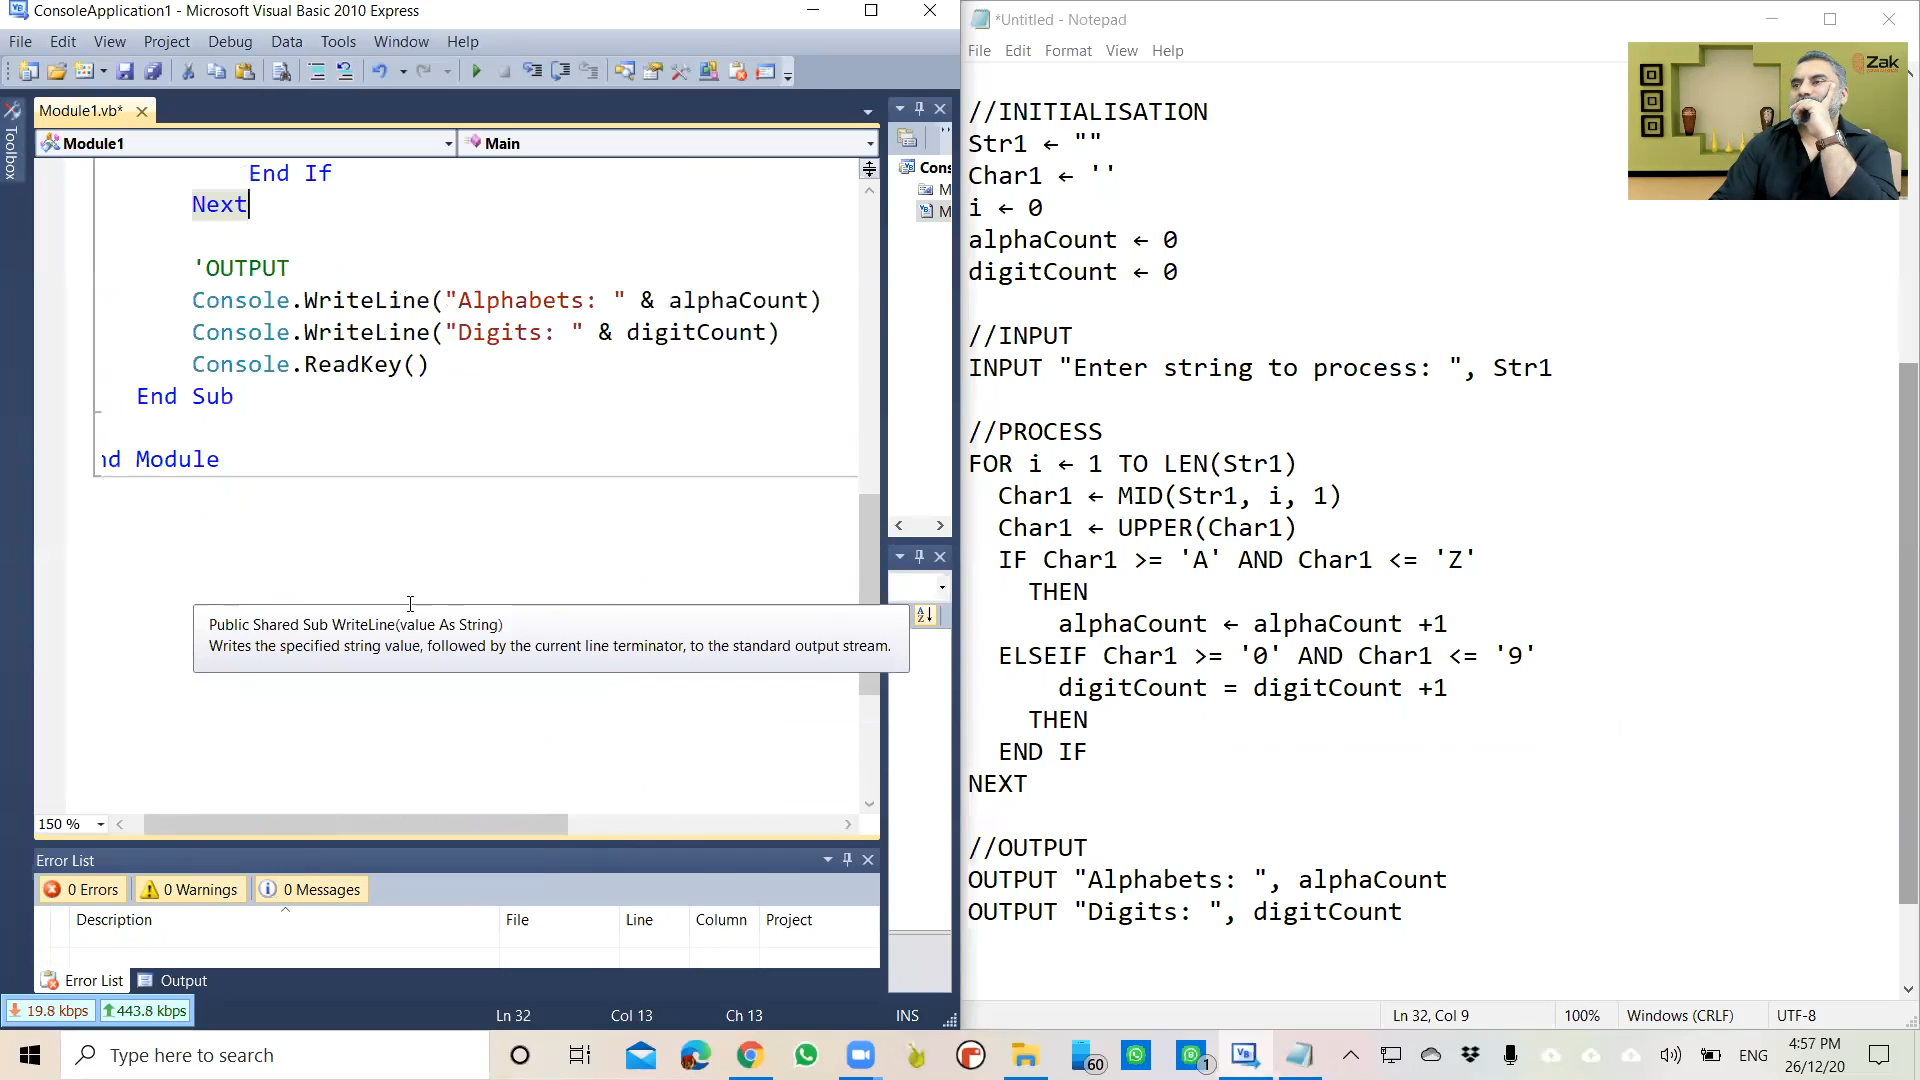 ConsoleApplication1 - Microsoft Visual Basic 2010 Express
File Edit View Project Debug Data Tools Window Help
Toolbox
Module1.vb*
Module1
Main
End If
Next
'OUTPUT
Console.WriteLine("Alphabets: " & alphaCount)
Console.WriteLine("Digits: " & digitCount)
Console.ReadKey()
End Sub
nd Module
Public Shared Sub WriteLine(value As String)
Writes the specified string value, followed by the current line terminator, to the standard output stream.
Cons
M
M
150 %
Error List
0 Errors
0 Warnings
0 Messages
Description File Line Column Project
Error List
Output
19.8 kbps
443.8 kbps
Ln 32 Col 13 Ch 13 INS
*Untitled - Notepad
File Edit Format View Help
Zak
//INITIALISATION
Str1 ← ""
Char1 ← ''
i ← 0
alphaCount ← 0
digitCount ← 0
//INPUT
INPUT "Enter string to process: ", Str1
//PROCESS
FOR i ← 1 TO LEN(Str1)
Char1 ← MID(Str1, i, 1)
Char1 ← UPPER(Char1)
IF Char1 >= 'A' AND Char1 <= 'Z'
THEN
alphaCount ← alphaCount +1
ELSEIF Char1 >= '0' AND Char1 <= '9'
digitCount = digitCount +1
THEN
END IF
NEXT
//OUTPUT
OUTPUT "Alphabets: ", alphaCount
OUTPUT "Digits: ", digitCount
Ln 32, Col 9 100% Windows (CRLF) UTF-8
Type here to search
60
1
ENG
4:57 PM
26/12/20